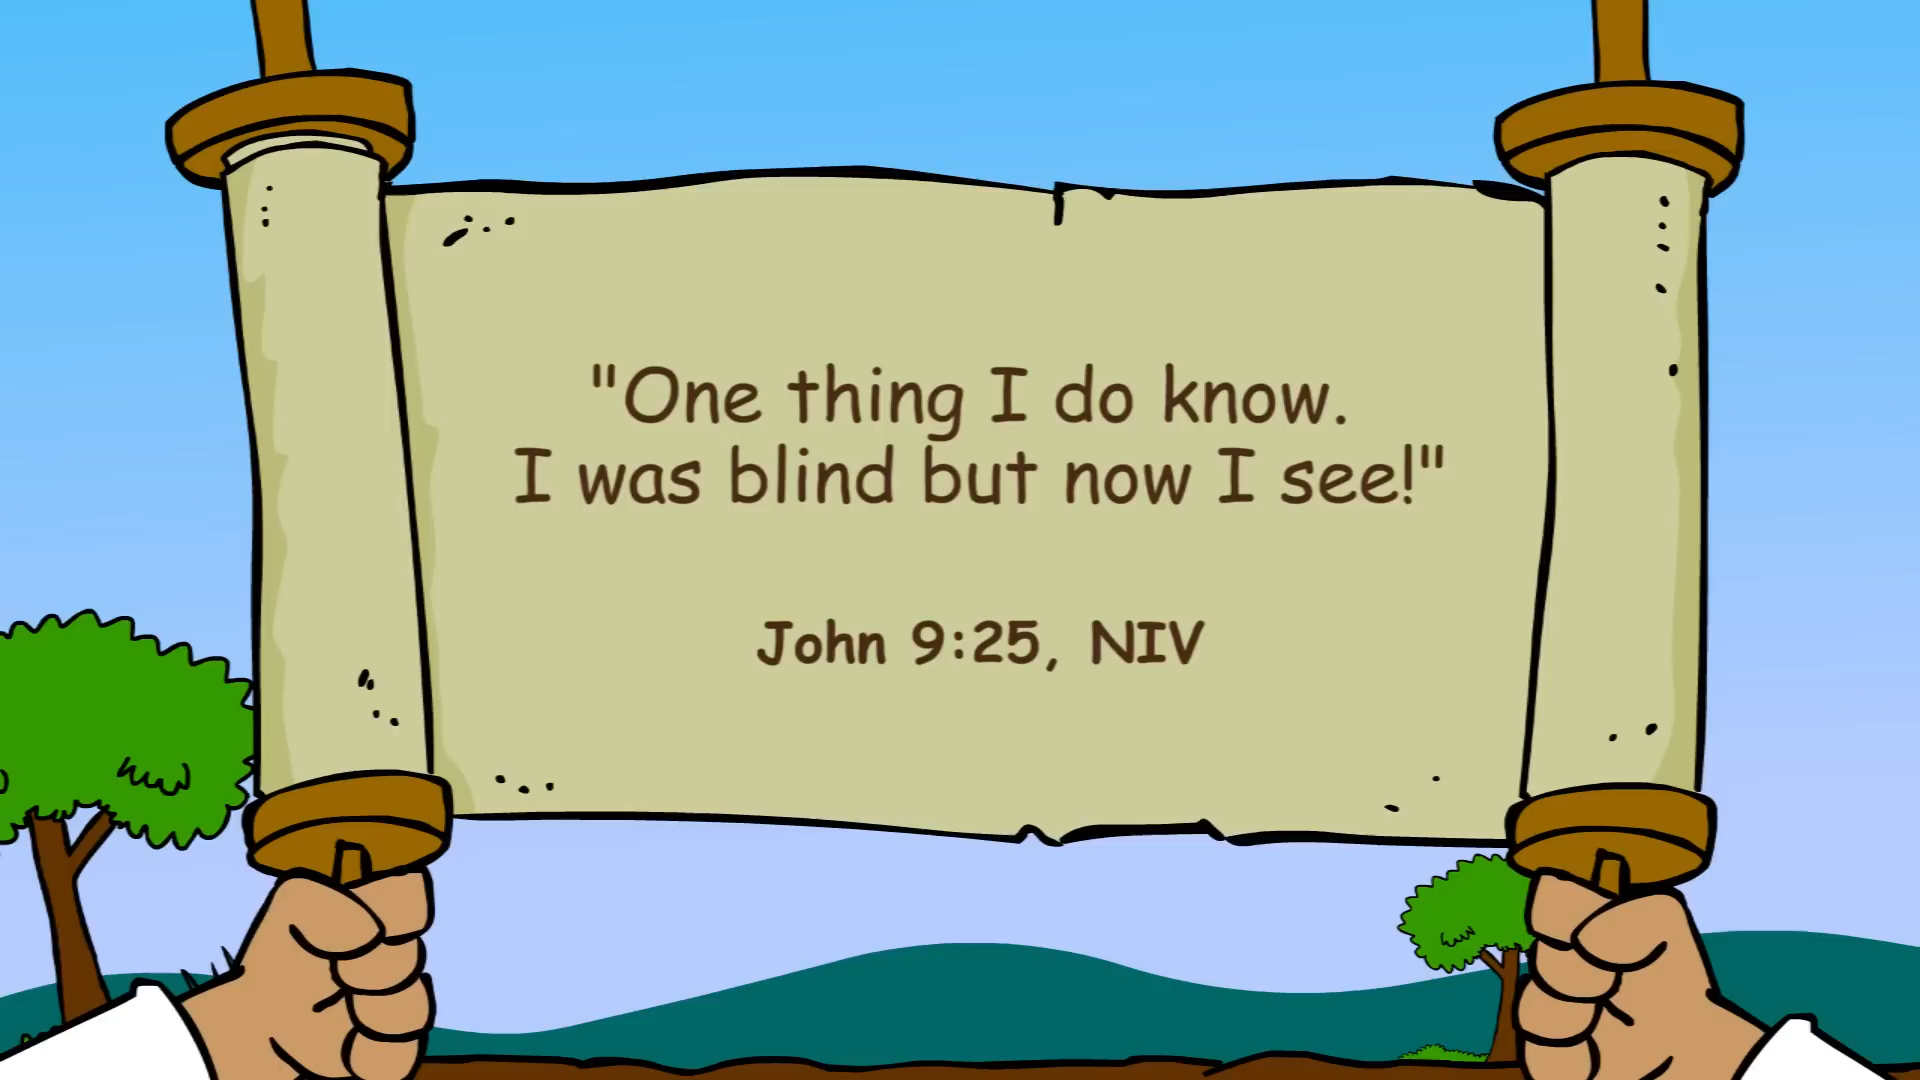 "One thing I do know.
I was blind but now I see!"
John 9:25, NIV